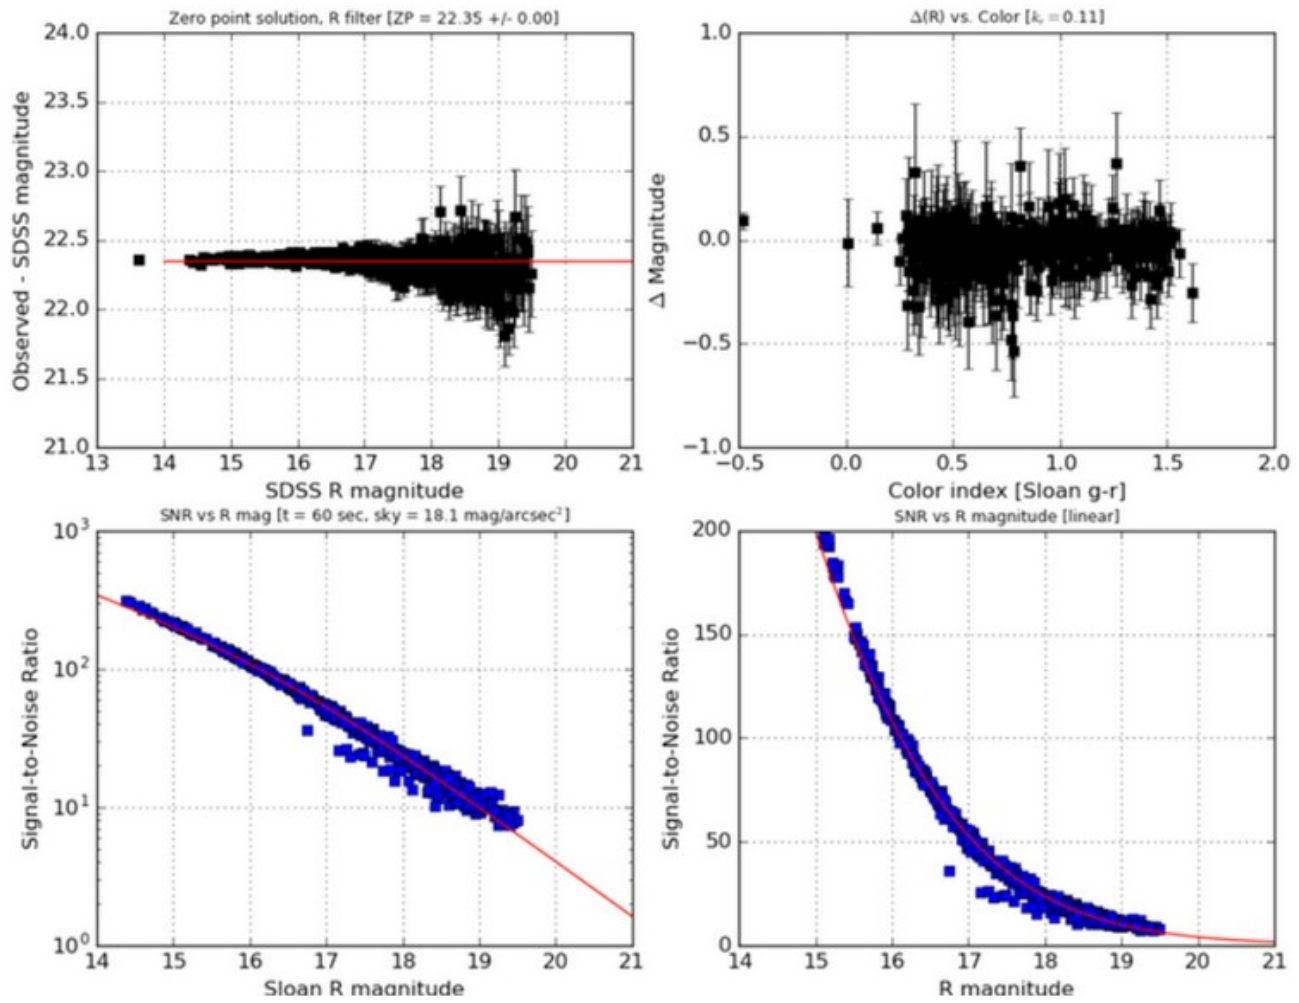 Zero point solution, R filter [ZP = 22.35 +/- 0.00]
24.0
23.5
23.0
22.5
22.0
21.5
21.0
Observed - SDSS magnitude
13 14 15 16 17 18 19 20 21
SDSS R magnitude
Δ(R) vs. Color [kᵣ = 0.11]
1.0
0.5
0.0
−0.5
−1.0
Δ Magnitude
−0.5 0.0 0.5 1.0 1.5 2.0
Color index [Sloan g-r]
SNR vs R mag [t = 60 sec, sky = 18.1 mag/arcsec²]
10³
10²
10¹
10⁰
Signal-to-Noise Ratio
14 15 16 17 18 19 20 21
Sloan R magnitude
SNR vs R magnitude [linear]
200
150
100
50
0
Signal-to-Noise Ratio
14 15 16 17 18 19 20 21
R magnitude